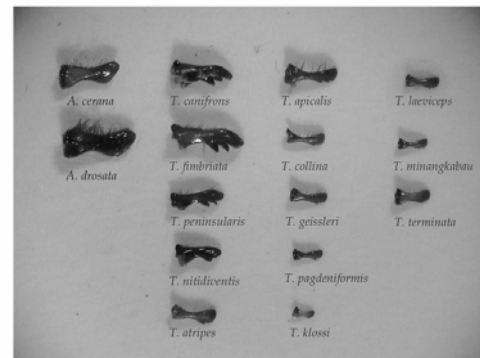 A. cerana
T. canifrons
T. apicalis
T. laeviceps
A. drosata
T. fimbriata
T. collina
T. minangkabau
T. peninsularis
T. geissleri
T. terminata
T. nitidiventis
T. pagdeniformis
T. atripes
T. klossi